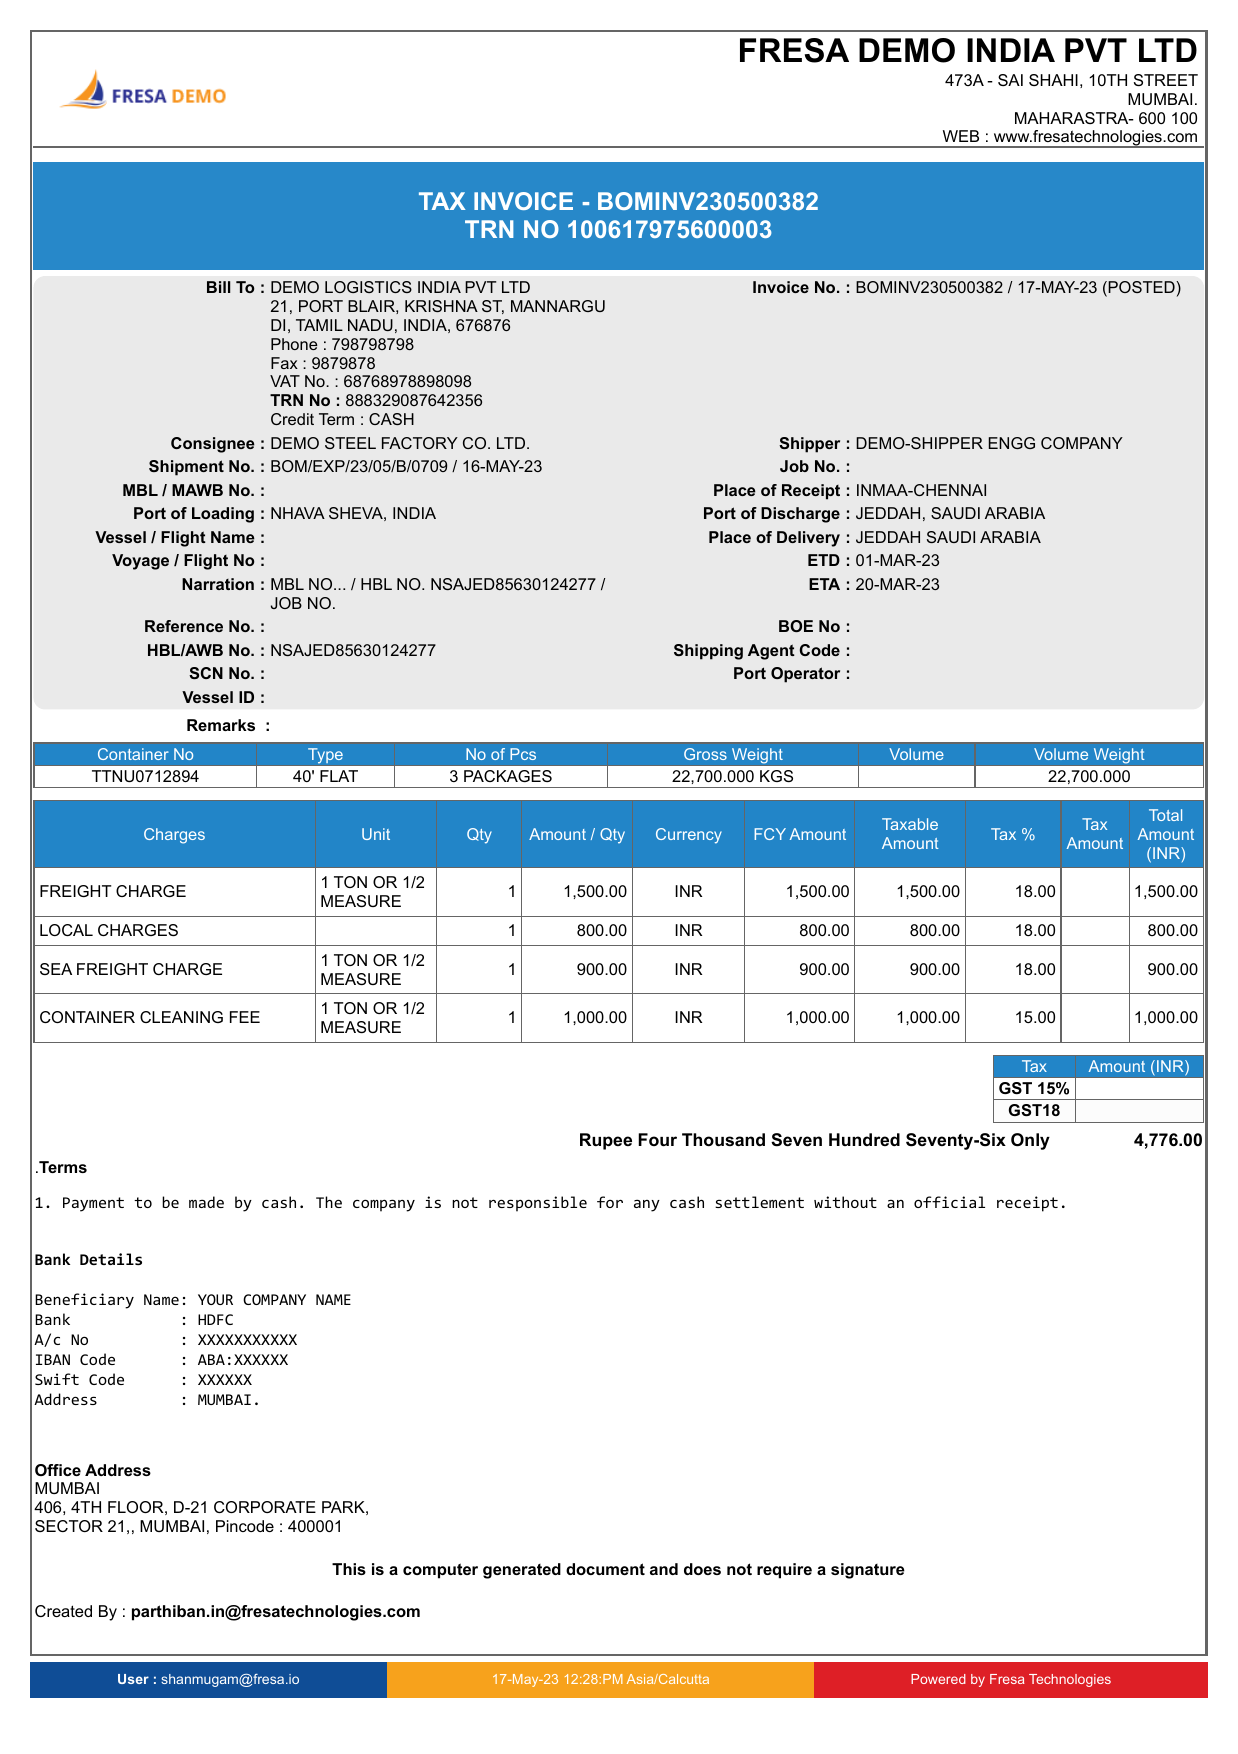 FRESA DEMO
FRESA DEMO INDIA PVT LTD
473A - SAI SHAHI, 10TH STREET
MUMBAI.
MAHARASTRA- 600 100
WEB : www.fresatechnologies.com
TAX INVOICE - BOMINV230500382
TRN NO 100617975600003
Bill To : DEMO LOGISTICS INDIA PVT LTD Invoice No. : BOMINV230500382 / 17-MAY-23 (POSTED)
21, PORT BLAIR, KRISHNA ST, MANNARGU
DI, TAMIL NADU, INDIA, 676876
Phone : 798798798
Fax : 9879878
VAT No. : 68768978898098
TRN No : 888329087642356
Credit Term : CASH
Consignee : DEMO STEEL FACTORY CO. LTD. Shipper : DEMO-SHIPPER ENGG COMPANY
Shipment No. : BOM/EXP/23/05/B/0709 / 16-MAY-23 Job No. :
MBL / MAWB No. : Place of Receipt : INMAA-CHENNAI
Port of Loading : NHAVA SHEVA, INDIA Port of Discharge : JEDDAH, SAUDI ARABIA
Vessel / Flight Name : Place of Delivery : JEDDAH SAUDI ARABIA
Voyage / Flight No : ETD : 01-MAR-23
Narration : MBL NO... / HBL NO. NSAJED85630124277 / ETA : 20-MAR-23
JOB NO.
Reference No. : BOE No :
HBL/AWB No. : NSAJED85630124277 Shipping Agent Code :
SCN No. : Port Operator :
Vessel ID :
Remarks :
Container No Type No of Pcs Gross Weight Volume Volume Weight
TTNU0712894 40' FLAT 3 PACKAGES 22,700.000 KGS 22,700.000
Charges Unit Qty Amount / Qty Currency FCY Amount Taxable Amount Tax % Tax Amount Total Amount (INR)
FREIGHT CHARGE 1 TON OR 1/2 MEASURE 1 1,500.00 INR 1,500.00 1,500.00 18.00 1,500.00
LOCAL CHARGES 1 800.00 INR 800.00 800.00 18.00 800.00
SEA FREIGHT CHARGE 1 TON OR 1/2 MEASURE 1 900.00 INR 900.00 900.00 18.00 900.00
CONTAINER CLEANING FEE 1 TON OR 1/2 MEASURE 1 1,000.00 INR 1,000.00 1,000.00 15.00 1,000.00
Tax Amount (INR)
GST 15%
GST18
Rupee Four Thousand Seven Hundred Seventy-Six Only 4,776.00
.Terms
1. Payment to be made by cash. The company is not responsible for any cash settlement without an official receipt.
Bank Details
Beneficiary Name: YOUR COMPANY NAME
Bank : HDFC
A/c No : XXXXXXXXXXX
IBAN Code : ABA:XXXXXX
Swift Code : XXXXXX
Address : MUMBAI.
Office Address
MUMBAI
406, 4TH FLOOR, D-21 CORPORATE PARK,
SECTOR 21,, MUMBAI, Pincode : 400001
This is a computer generated document and does not require a signature
Created By : parthiban.in@fresatechnologies.com
User : shanmugam@fresa.io 17-May-23 12:28:PM Asia/Calcutta Powered by Fresa Technologies